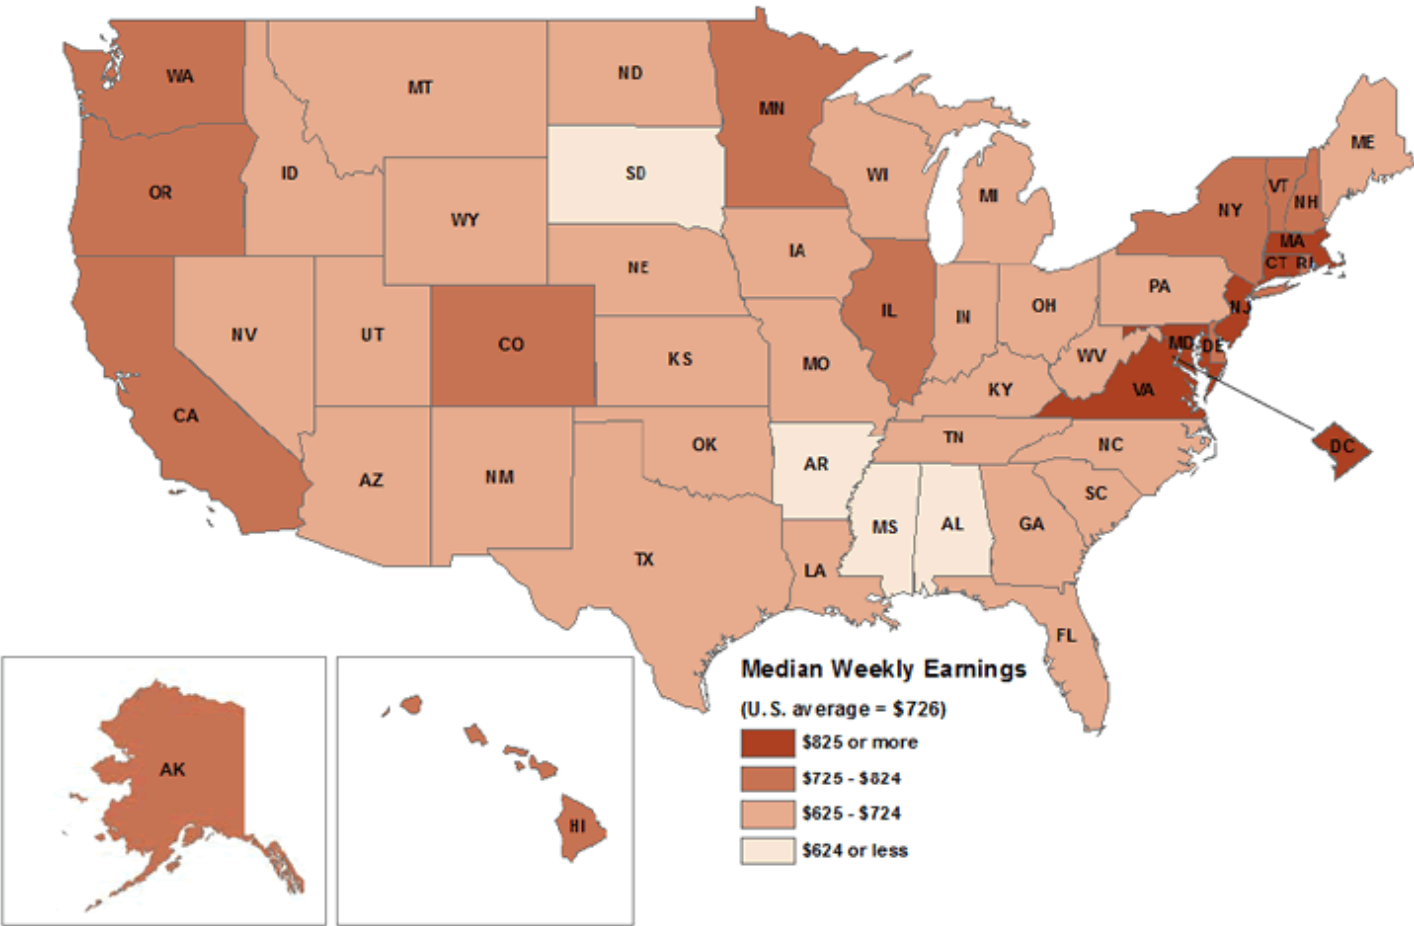 WA
MT
ND
MN
ME
OR
ID
SD
WI
MI
VT
NH
NY
WY
IA
MA
CT RI
NE
PA
NV
UT
CO
IL
IN
OH
NJ
KS
MO
WV
MD
DE
CA
KY
VA
OK
TN
NC
DC
AZ
NM
AR
SC
MS
AL
GA
TX
LA
FL
AK
HI
Median Weekly Earnings
(U.S. average = $726)
$825 or more
$725 - $824
$625 - $724
$624 or less